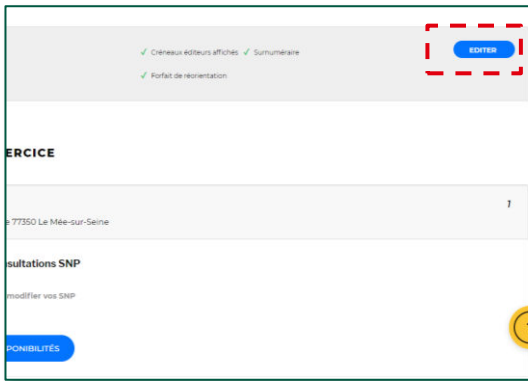 ✓ Créneaux éditeurs affichés ✓ Surnuméraire
EDITER
✓ Forfait de réorientation
ERCICE
1
e 77350 Le Mée-sur-Seine
sultations SNP
modifier vos SNP
PONIBILITÉS